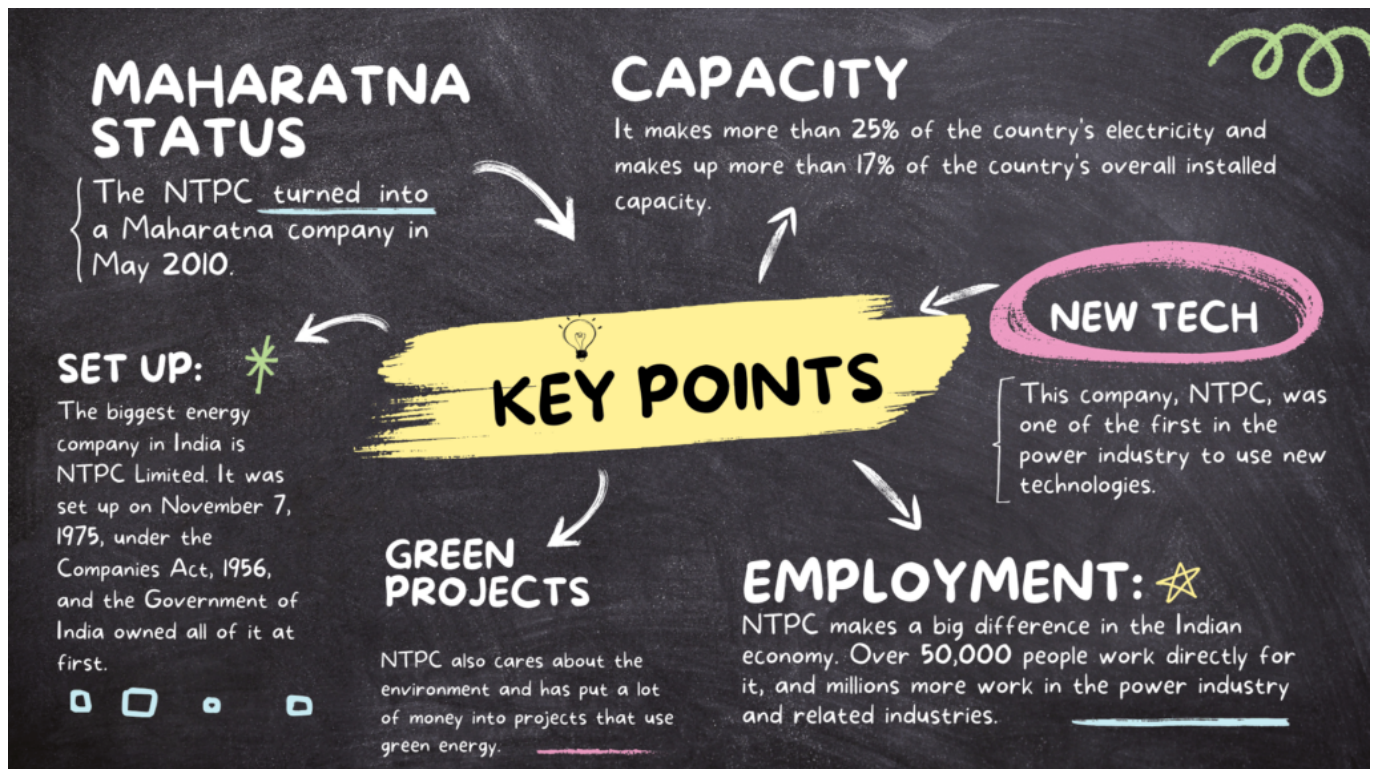 MAHARATNA
STATUS
The NTPC turned into
a Maharatna company in
May 2010.
CAPACITY
It makes more than 25% of the country's electricity and
makes up more than 17% of the country's overall installed
capacity.
NEW TECH
This company, NTPC, was
one of the first in the
power industry to use new
technologies.
KEY POINTS
SET UP:
The biggest energy
company in India is
NTPC Limited. It was
set up on November 7,
1975, under the
Companies Act, 1956,
and the Government of
India owned all of it at
first.
GREEN
PROJECTS
NTPC also cares about the
environment and has put a lot
of money into projects that use
green energy.
EMPLOYMENT:
NTPC makes a big difference in the Indian
economy. Over 50,000 people work directly for
it, and millions more work in the power industry
and related industries.